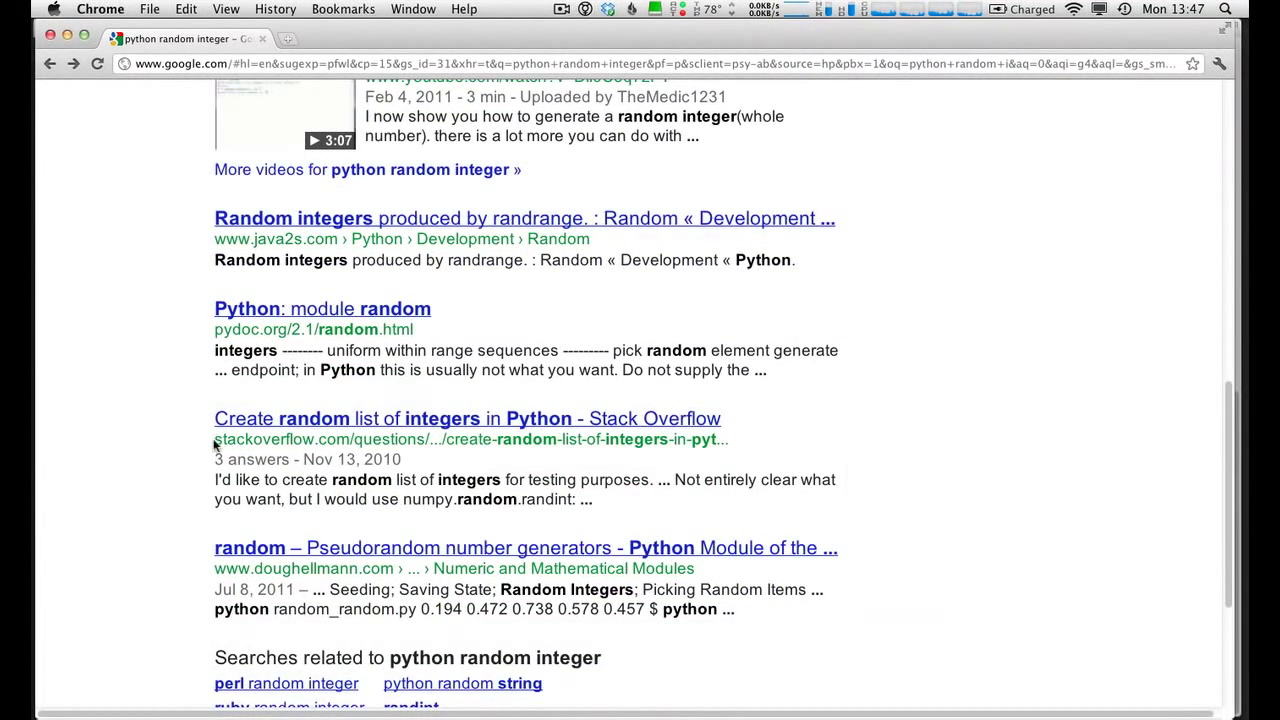 Chrome File Edit View History Bookmarks Window Help 78° 0.0KB/s 0.0KB/s Charged Mon 13:47
python random integer - Go
www.google.com/#hl=en&sugexp=pfwl&cp=15&gs_id=31&xhr=t&q=python+random+integer&pf=p&sclient=psy-ab&source=hp&pbx=1&oq=python+random+i&aq=0&aqi=g4&aql=&gs_sm...
Feb 4, 2011 - 3 min - Uploaded by TheMedic1231
I now show you how to generate a random integer(whole
number). there is a lot more you can do with ...
3:07
More videos for python random integer »
Random integers produced by randrange. : Random « Development ...
www.java2s.com › Python › Development › Random
Random integers produced by randrange. : Random « Development « Python.
Python: module random
pydoc.org/2.1/random.html
integers -------- uniform within range sequences --------- pick random element generate
... endpoint; in Python this is usually not what you want. Do not supply the ...
Create random list of integers in Python - Stack Overflow
stackoverflow.com/questions/.../create-random-list-of-integers-in-pyt...
3 answers - Nov 13, 2010
I'd like to create random list of integers for testing purposes. ... Not entirely clear what
you want, but I would use numpy.random.randint: ...
random – Pseudorandom number generators - Python Module of the ...
www.doughellmann.com › ... › Numeric and Mathematical Modules
Jul 8, 2011 – ... Seeding; Saving State; Random Integers; Picking Random Items ...
python random_random.py 0.194 0.472 0.738 0.578 0.457 $ python ...
Searches related to python random integer
perl random integer python random string
ruby random integer randint